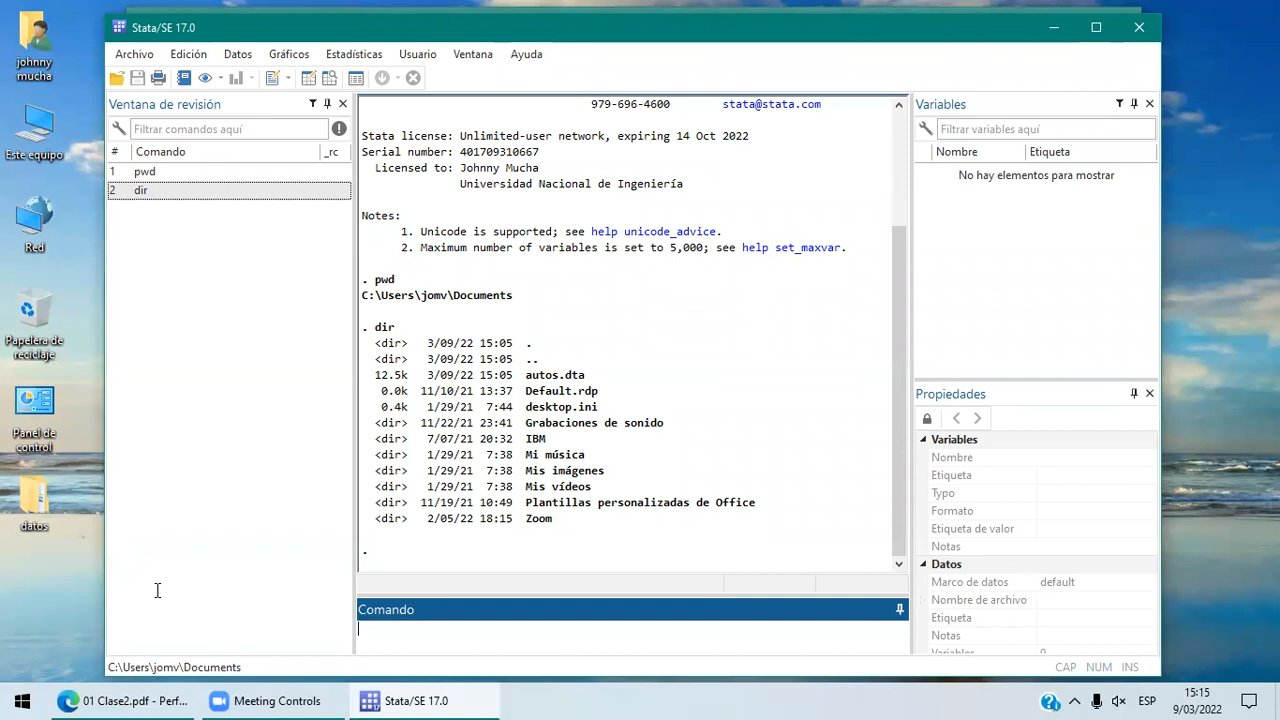 johnny
mucha
Este equipo
Red
Papelera de
reciclaje
Panel de
control
datos
Stata/SE 17.0
Archivo Edición Datos Gráficos Estadísticas Usuario Ventana Ayuda
Ventana de revisión
Filtrar comandos aquí
# Comando _rc
1 pwd
2 dir
979-696-4600 stata@stata.com
Stata license: Unlimited-user network, expiring 14 Oct 2022
Serial number: 401709310667
Licensed to: Johnny Mucha
Universidad Nacional de Ingeniería
Notes:
1. Unicode is supported; see help unicode_advice.
2. Maximum number of variables is set to 5,000; see help set_maxvar.
. pwd
C:\Users\jomv\Documents
. dir
<dir> 3/09/22 15:05 .
<dir> 3/09/22 15:05 ..
12.5k 3/09/22 15:05 autos.dta
0.0k 11/10/21 13:37 Default.rdp
0.4k 1/29/21 7:44 desktop.ini
<dir> 11/22/21 23:41 Grabaciones de sonido
<dir> 7/07/21 20:32 IBM
<dir> 1/29/21 7:38 Mi música
<dir> 1/29/21 7:38 Mis imágenes
<dir> 1/29/21 7:38 Mis vídeos
<dir> 11/19/21 10:49 Plantillas personalizadas de Office
<dir> 2/05/22 18:15 Zoom
.
Comando
Variables
Filtrar variables aquí
Nombre Etiqueta
No hay elementos para mostrar
Propiedades
Variables
Nombre
Etiqueta
Typo
Formato
Etiqueta de valor
Notas
Datos
Marco de datos default
Nombre de archivo
Etiqueta
Notas
Variables 0
C:\Users\jomv\Documents
CAP NUM INS
01 Clase2.pdf - Perf...
Meeting Controls
Stata/SE 17.0
ESP
15:15
9/03/2022